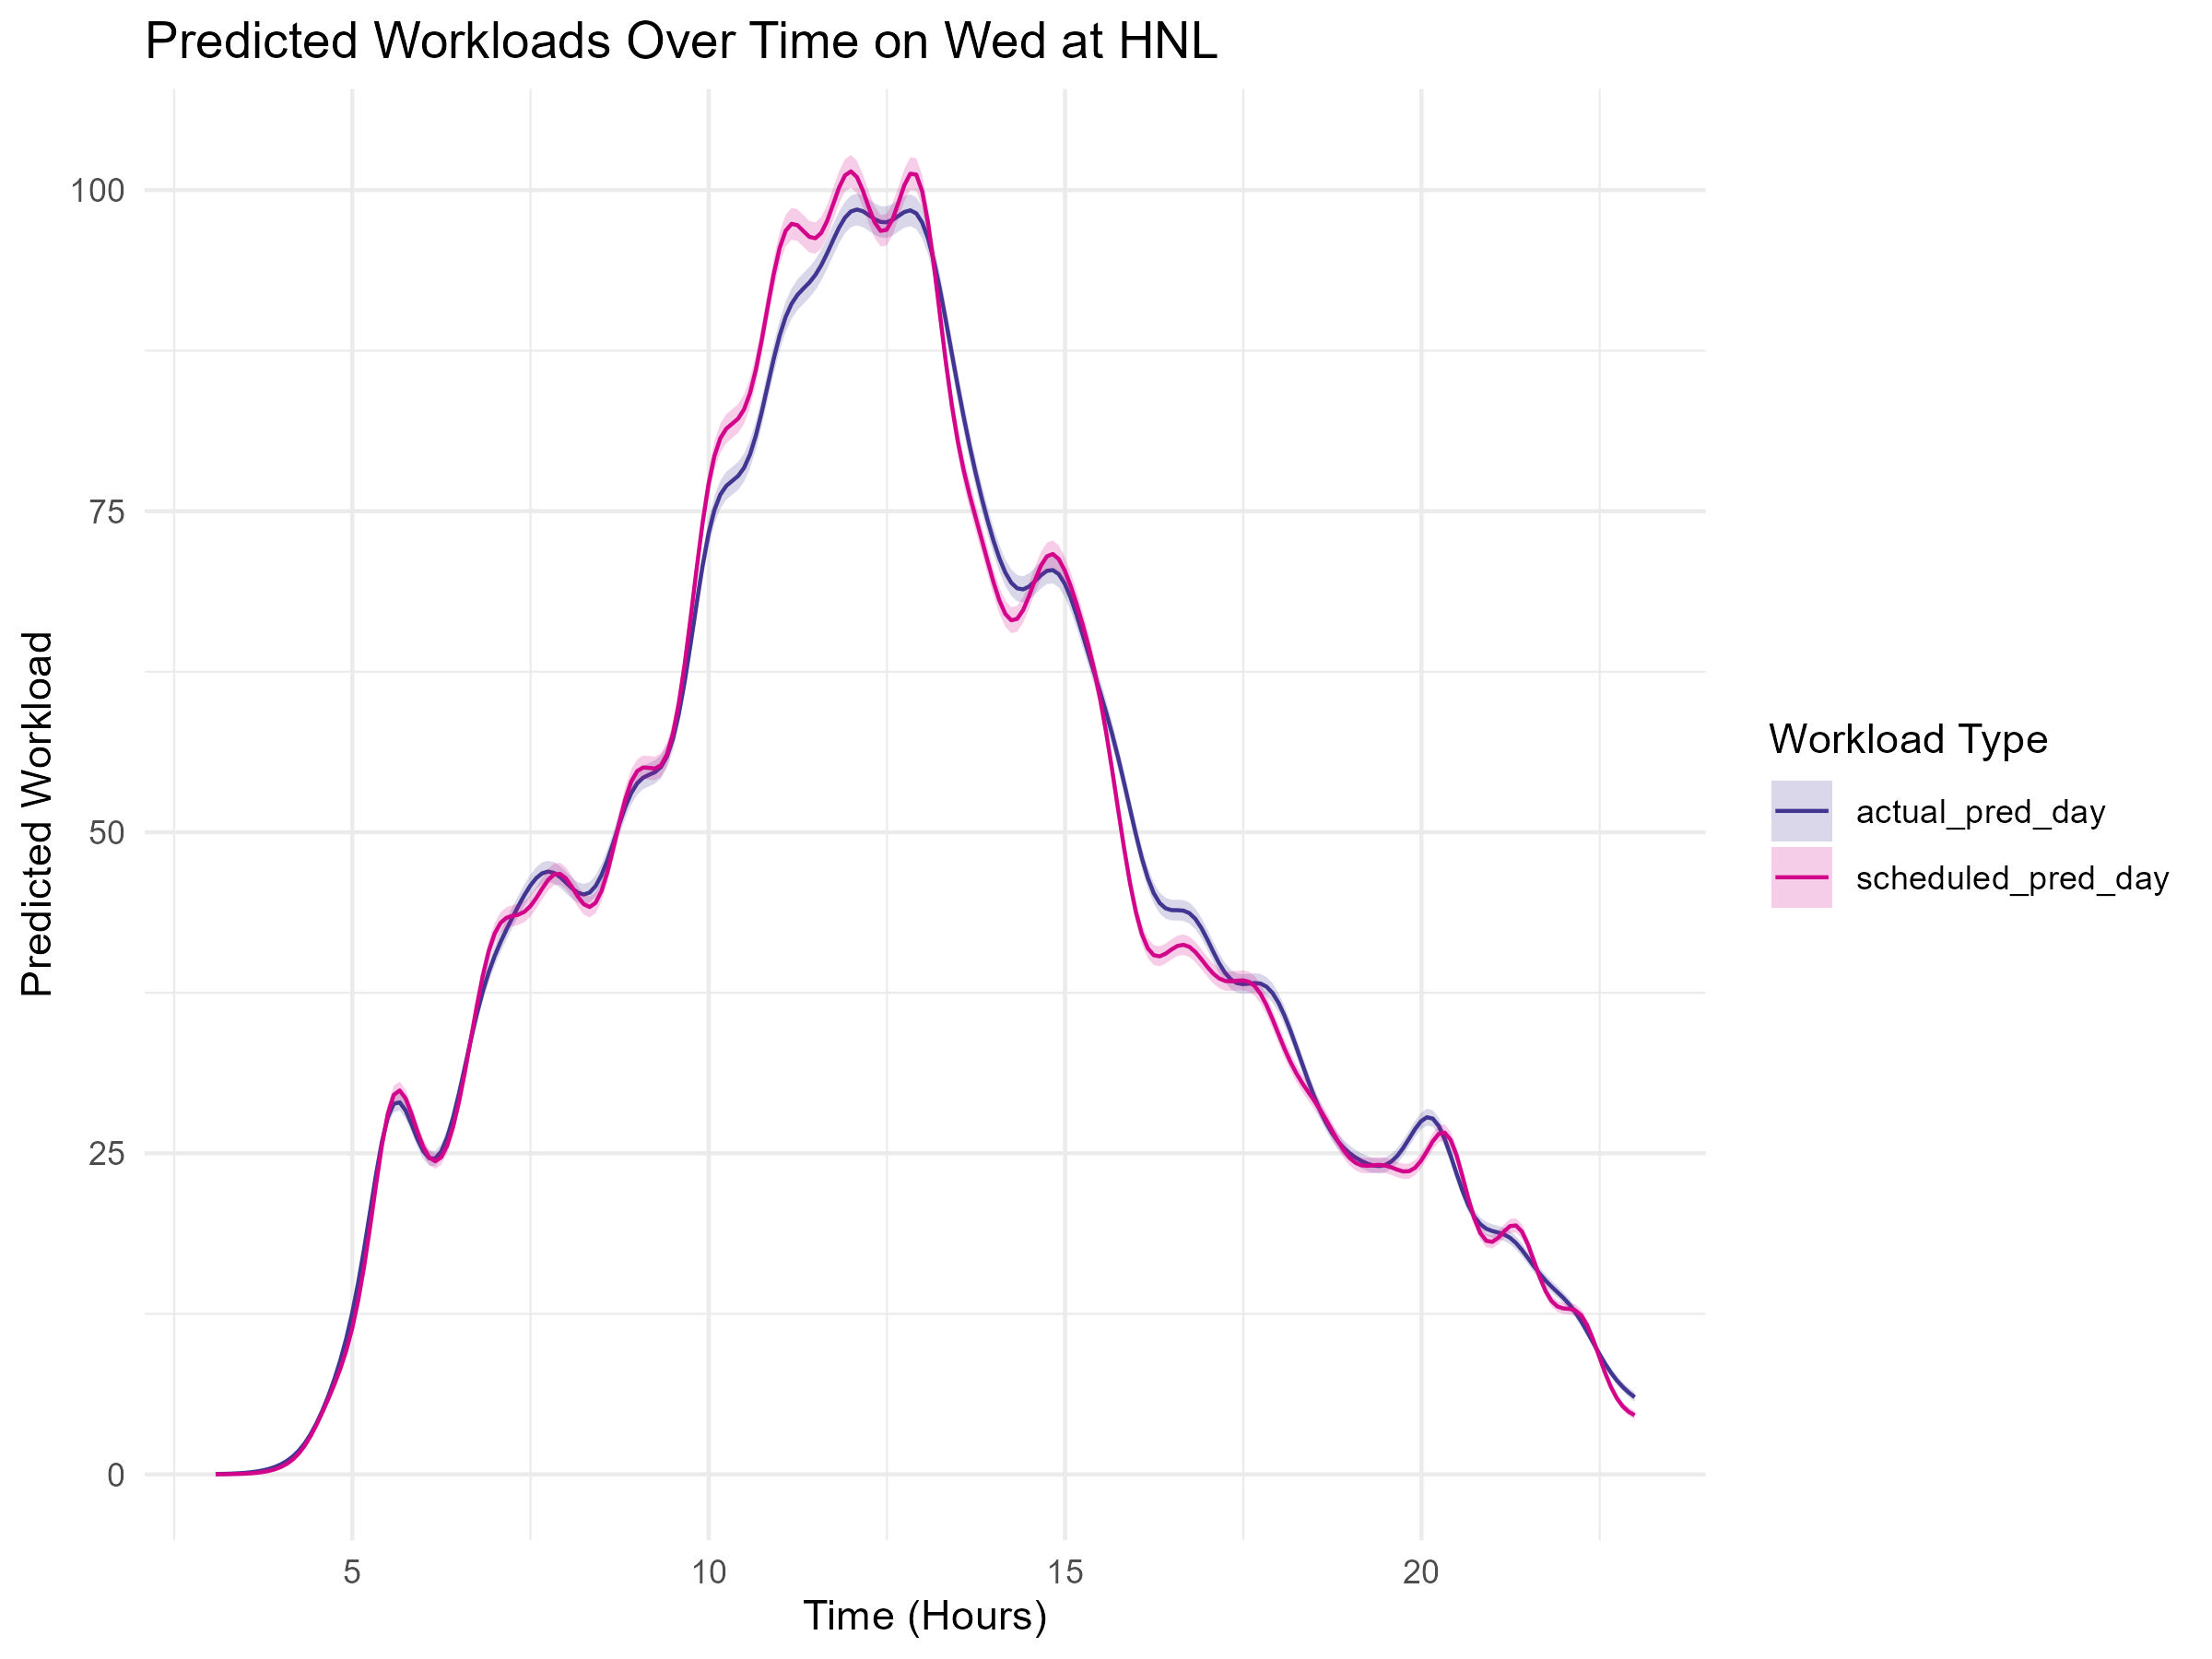 Predicted Workloads Over Time on Wed at HNL
100
75
50
25
0
Predicted Workload
5 10 15 20
Time (Hours)
Workload Type
actual_pred_day
scheduled_pred_day